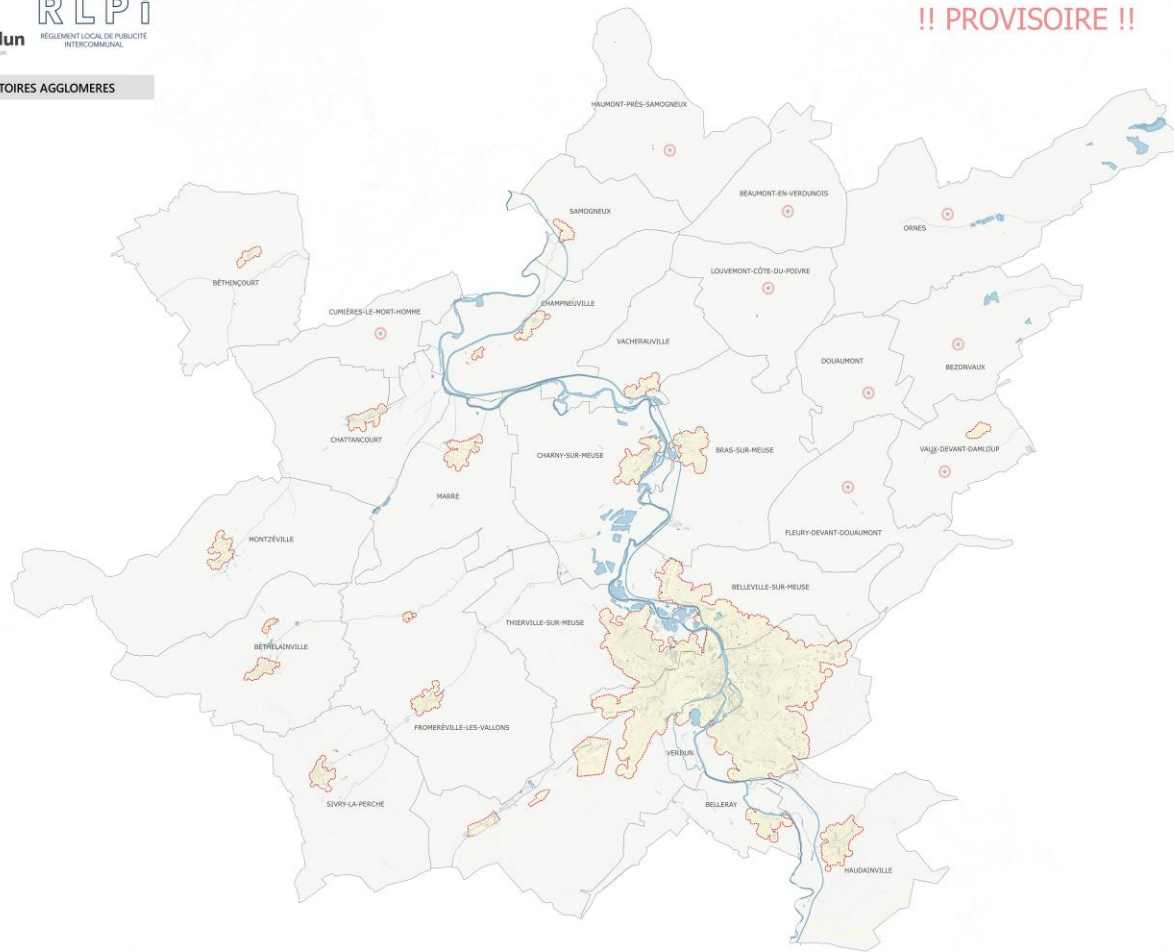 RLPi
!! PROVISOIRE !!
RÈGLEMENT LOCAL DE PUBLICITÉ
INTERCOMMUNAL
AGGLOMERES
HAUMONT-PRÈS-SAMOGNEUX
BEAUMONT-EN-VERDUNOIS
SAMOGNEUX
ORNES
LOUVEMONT-CÔTE-DU-POIVRE
BÉTHINCOURT
CHAMPNEUVILLE
CUMIÈRES-LE-MORT-HOMME
VACHERAUVILLE
DOUAUMONT
BEZONVAUX
CHATTANCOURT
CHARNY-SUR-MEUSE
BRAS-SUR-MEUSE
VAUX-DEVANT-DAMLOUP
MARRE
FLEURY-DEVANT-DOUAUMONT
MONTZÉVILLE
BELLEVILLE-SUR-MEUSE
THIERVILLE-SUR-MEUSE
BÉTHELAINVILLE
FROMERÉVILLE-LES-VALLONS
VERDUN
SIVRY-LA-PERCHE
BELLERAY
HAUDAINVILLE